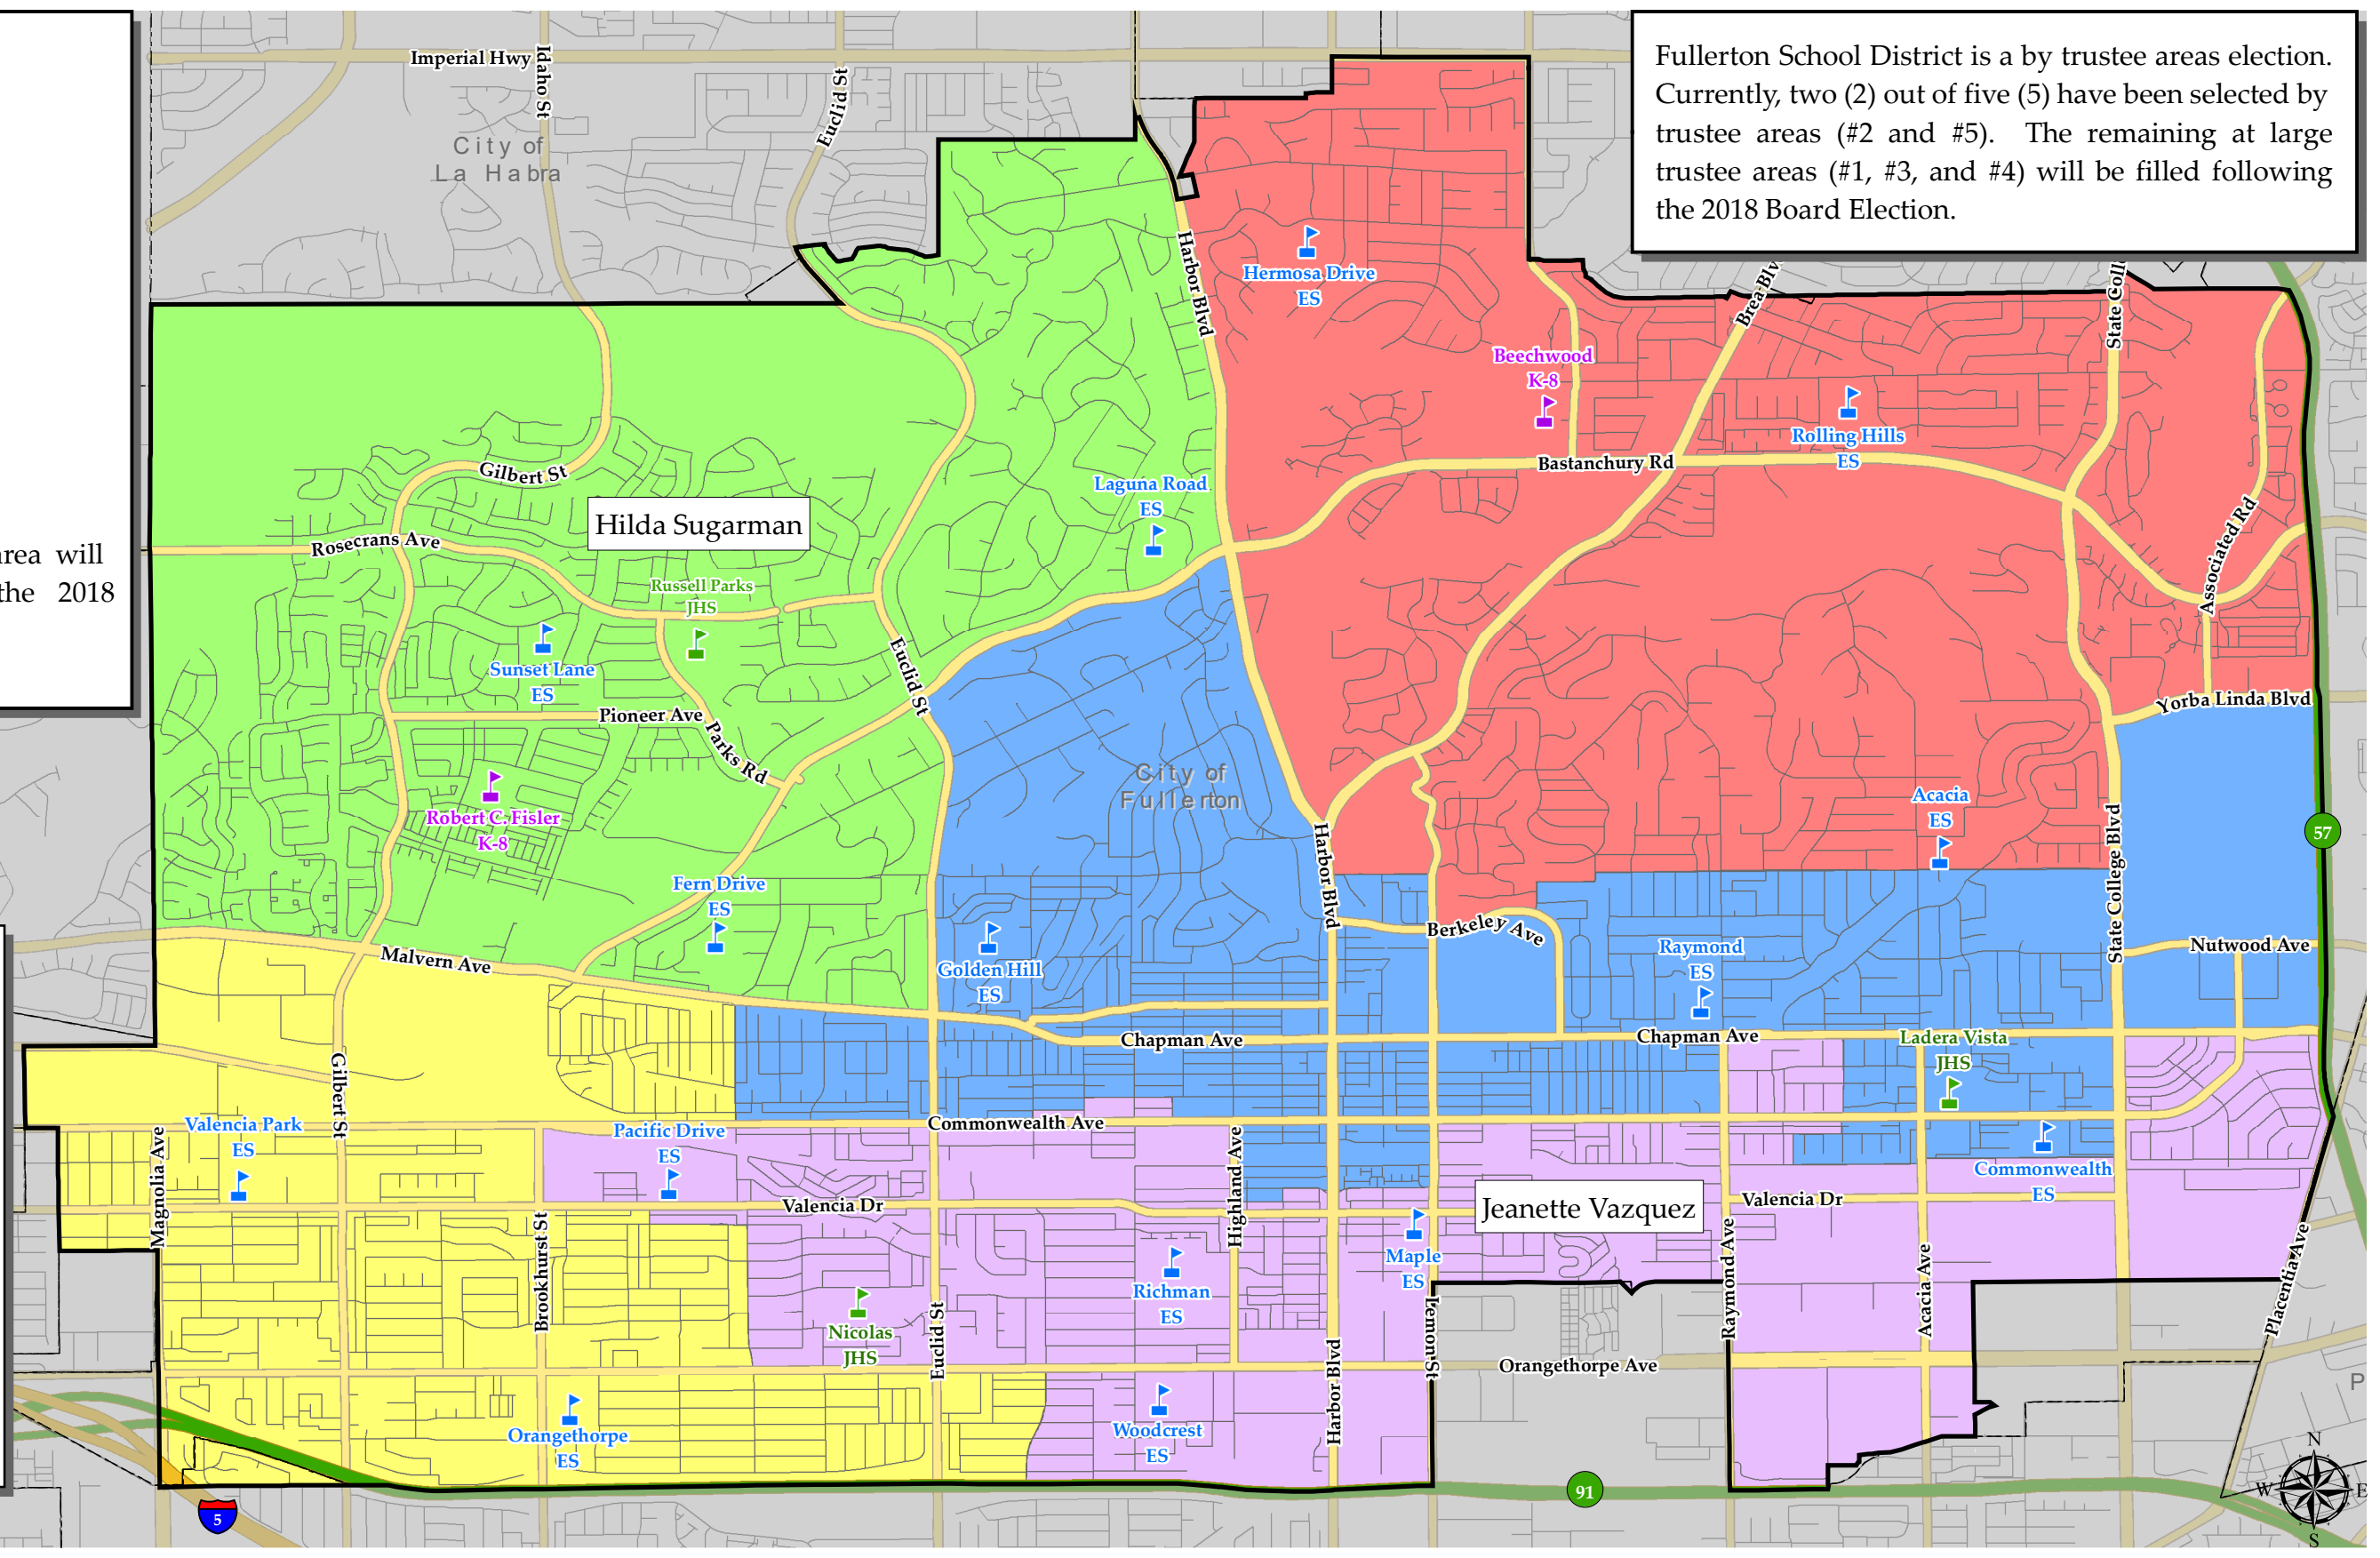 Fullerton School District is a by trustee areas election.
Currently, two (2) out of five (5) have been selected by
trustee areas (#2 and #5). The remaining at large
trustee areas (#1, #3, and #4) will be filled following
the 2018 Board Election.
Imperial Hwy
Idaho St
Euclid St
City of
La Habra
Harbor Blvd
Hermosa Drive
ES
Brea Blvd
Beechwood
K-8
Rolling Hills
ES
Bastanchury Rd
Gilbert St
Laguna Road
ES
Hilda Sugarman
Rosecrans Ave
Associated Rd
area will
the 2018
Russell Parks
JHS
Sunset Lane
ES
Euclid St
Pioneer Ave
Parks Rd
Yorba Linda Blvd
City of
Fullerton
Robert C. Fisler
K-8
Acacia
ES
State College Blvd
57
Harbor Blvd
Fern Drive
ES
Golden Hill
ES
Berkeley Ave
Raymond
ES
Nutwood Ave
Malvern Ave
Chapman Ave
Chapman Ave
Ladera Vista
JHS
Gilbert St
Valencia Park
ES
Pacific Drive
ES
Commonwealth Ave
Commonwealth
ES
Magnolia Ave
Highland Ave
Valencia Dr
Jeanette Vazquez
Valencia Dr
Brookhurst St
Maple
ES
Richman
ES
Raymond Ave
Acacia Ave
Placentia Ave
Nicolas
JHS
Euclid St
Harbor Blvd
Lemon St
Orangethorpe Ave
Orangethorpe
ES
Woodcrest
ES
P
91
5
N
W
E
S